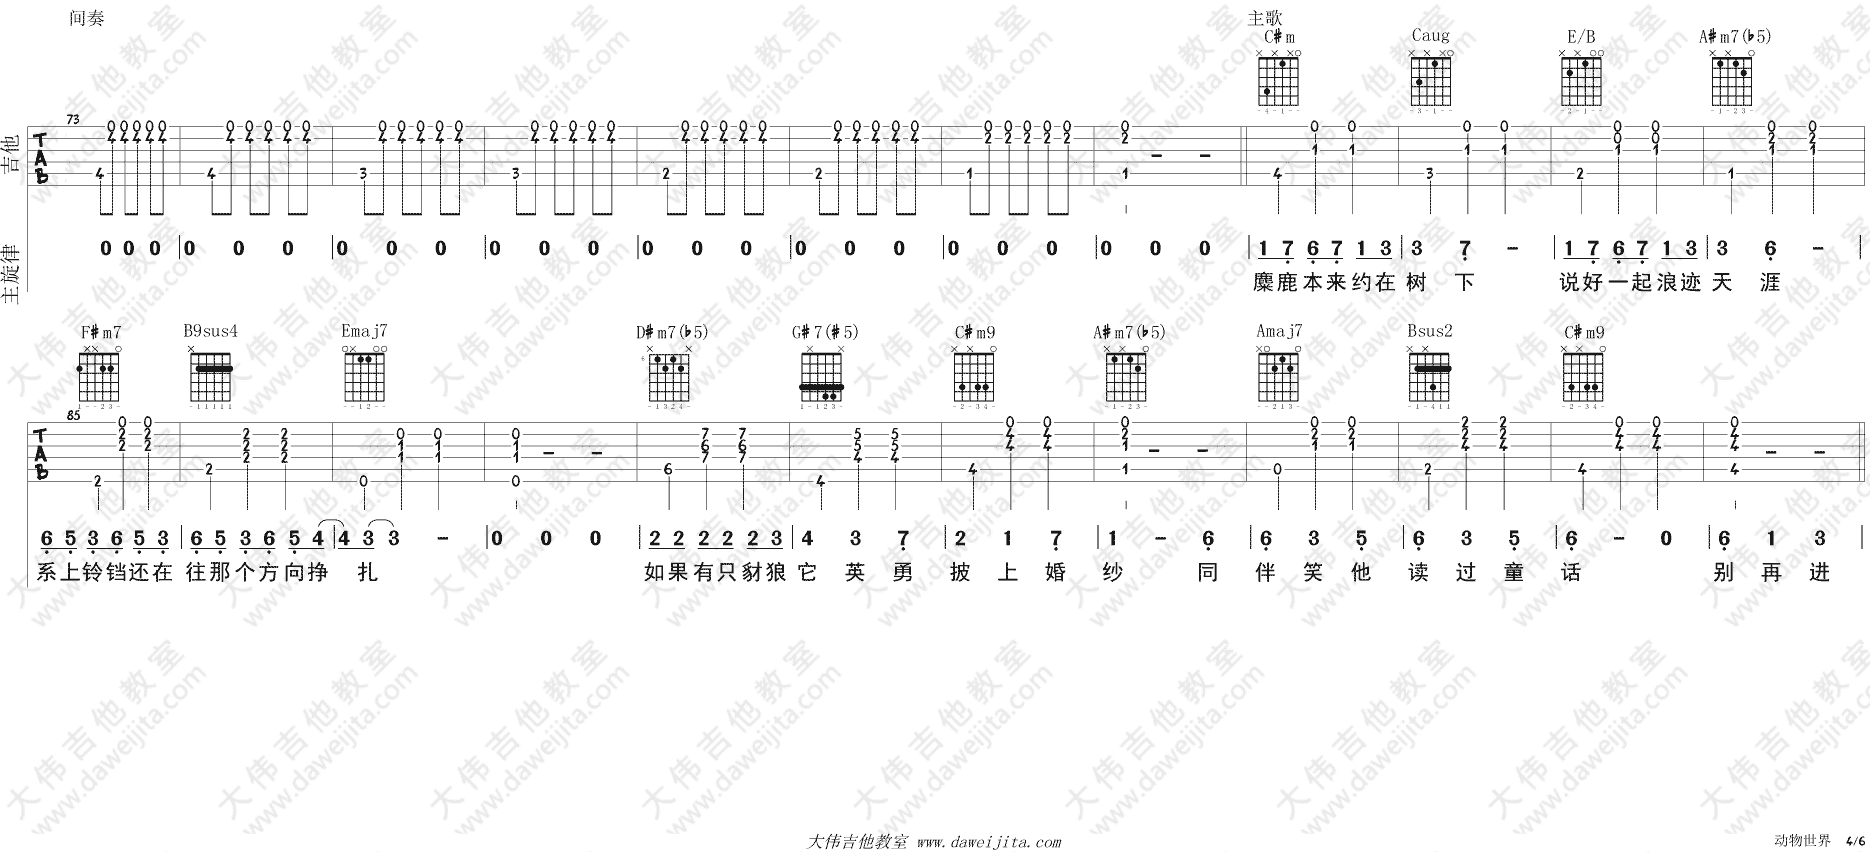 间奏
主歌
C#m Caug E/B A#m7(b5)
73
吉他 TAB
主旋律
0 0 0 | 0 0 0 | 0 0 0 | 0 0 0 | 0 0 0 | 0 0 0 | 0 0 0 | 0 0 0 | 1 7 6 7 1 3 | 3 7 - | 1 7 6 7 1 3 | 3 6 -
麋鹿本来约在 树 下 说好一起浪迹 天 涯
F#m7 B9sus4 Emaj7 D#m7(b5) G#7(#5) C#m9 A#m7(b5) Amaj7 Bsus2 C#m9
85
TAB
6 5 3 6 5 3 | 6 5 3 6 5 4 | 4 3 3 - | 0 0 0 | 2 2 2 2 2 3 | 4 3 7 | 2 1 7 | 1 - 6 | 6 3 5 | 6 3 5 | 6 - 0 | 6 1 3
系上铃铛还在 往那个方向挣 扎 如果有只豺狼 它 英 勇 披 上 婚 纱 同 伴 笑 他 读 过 童 话 别 再 进
大伟吉他教室 www.daweijita.com
动物世界 4/6